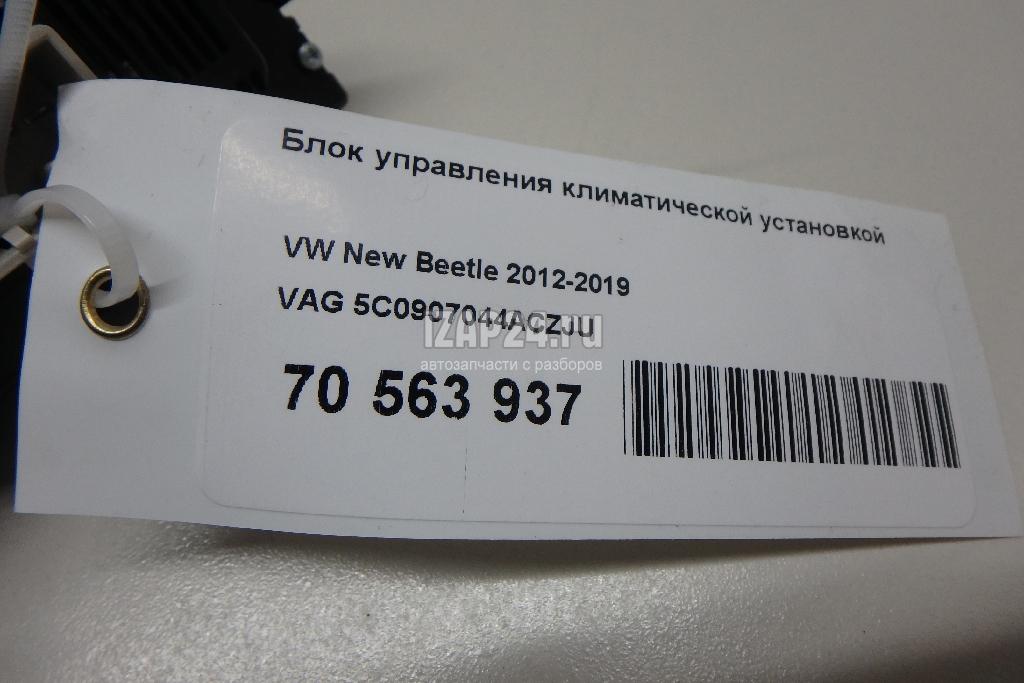 Блок управления климатической установкой
VW New Beetle 2012-2019
VAG 5C0907044ACZJU
IZAP24.ru
автозапчасти с разборов
70 563 937